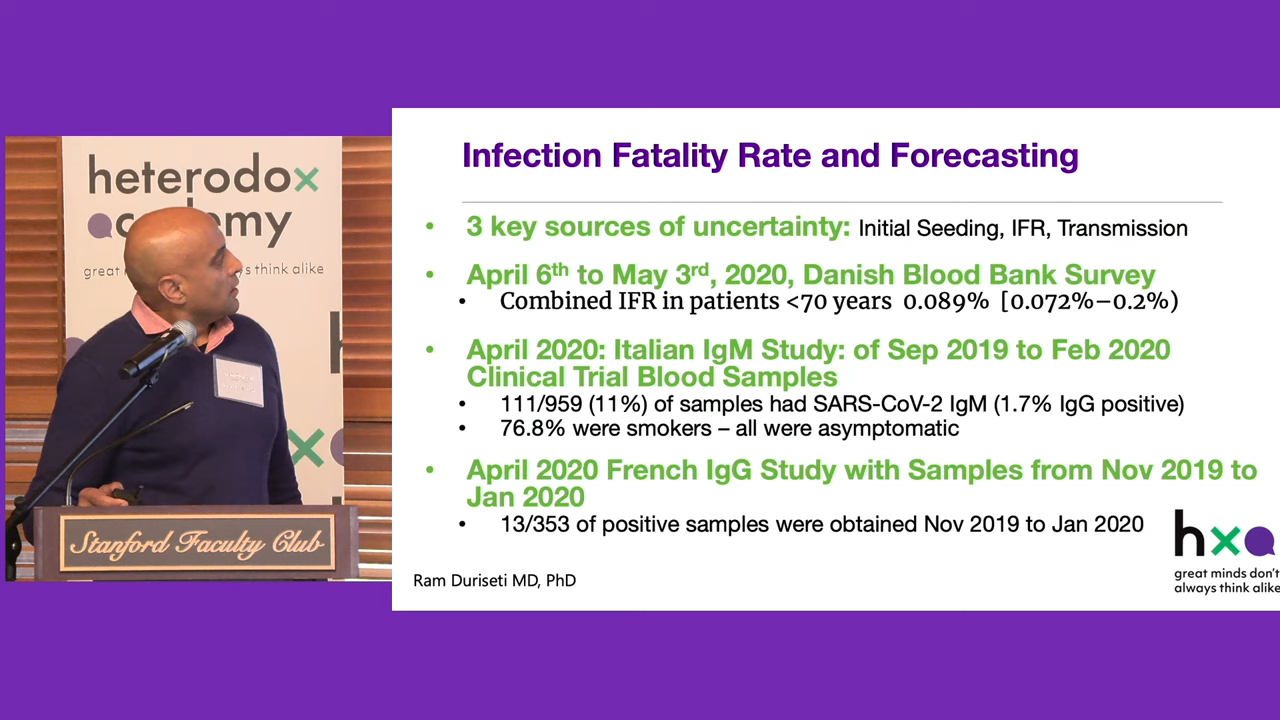 heterodox
academy
great m
s think alike
Stanford Faculty Club
Infection Fatality Rate and Forecasting
• 3 key sources of uncertainty: Initial Seeding, IFR, Transmission
• April 6th to May 3rd, 2020, Danish Blood Bank Survey
• Combined IFR in patients <70 years 0.089% [0.072%–0.2%)
• April 2020: Italian IgM Study: of Sep 2019 to Feb 2020
Clinical Trial Blood Samples
• 111/959 (11%) of samples had SARS-CoV-2 IgM (1.7% IgG positive)
• 76.8% were smokers – all were asymptomatic
• April 2020 French IgG Study with Samples from Nov 2019 to
Jan 2020
• 13/353 of positive samples were obtained Nov 2019 to Jan 2020
Ram Duriseti MD, PhD
hxa
great minds don't
always think alike